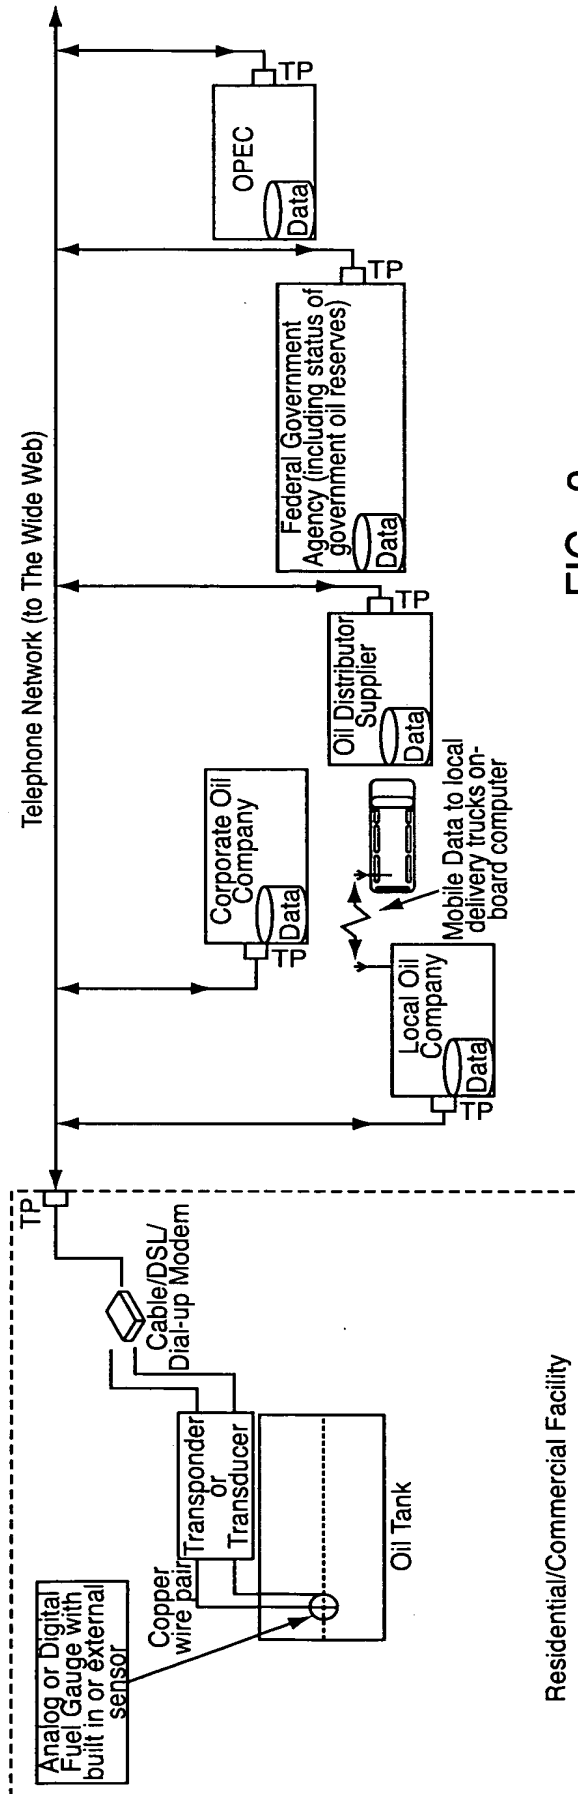 Telephone Network (to The Wide Web)
TP
OPEC
Data
TP
Federal Government
Agency (including status of
government oil reserves)
Data
TP
Oil Distributor
Supplier
Data
Corporate Oil
Company
Data
TP
Mobile Data to local
delivery trucks on-
board computer
Local Oil
Company
Data
TP
TP
Cable/DSL/
Dial-up Modem
Transponder
or
Transducer
Copper
wire pair
Analog or Digital
Fuel Gauge with
built in or external
sensor
Oil Tank
Residential/Commercial Facility